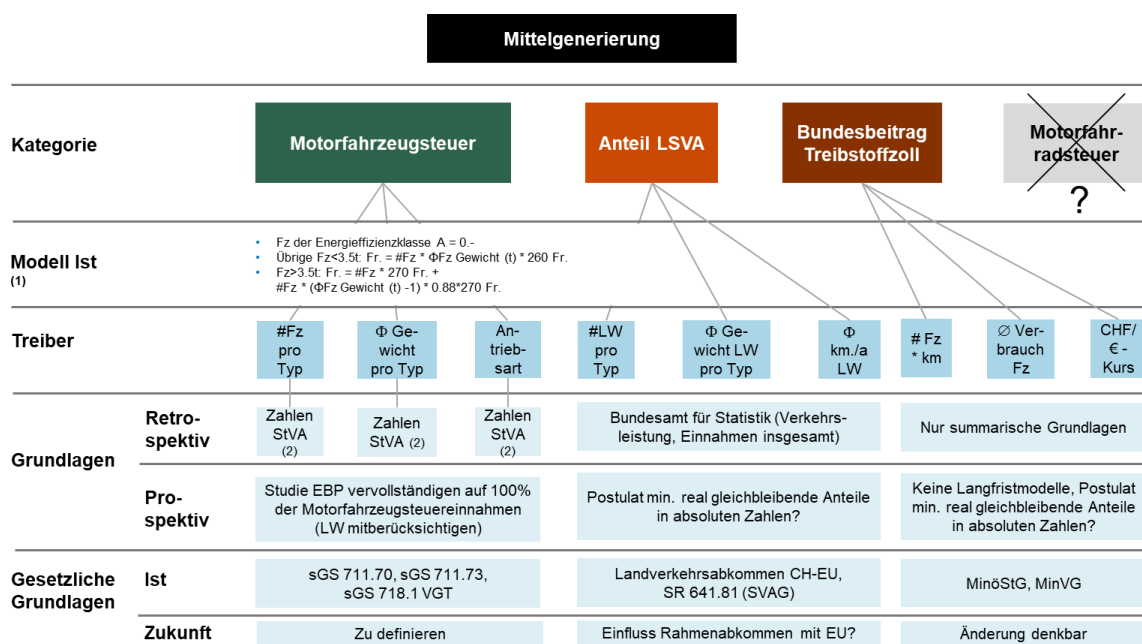 Mittelgenerierung
Kategorie
Motorfahrzeugsteuer
Anteil LSVA
Bundesbeitrag
Treibstoffzoll
Motorfahr-
radsteuer
?
Modell Ist
(1)
• Fz der Energieffizienzklasse A = 0.-
• Übrige Fz<3.5t: Fr. = #Fz * ΦFz Gewicht (t) * 260 Fr.
• Fz>3.5t: Fr. = #Fz * 270 Fr. +
#Fz * (ΦFz Gewicht (t) -1) * 0.88*270 Fr.
Treiber
#Fz
pro
Typ
Φ Ge-
wicht
pro Typ
An-
triebs-
art
#LW
pro
Typ
Φ Ge-
wicht LW
pro Typ
Φ
km./a
LW
# Fz
* km
∅ Ver-
brauch
Fz
CHF/
€ -
Kurs
Grundlagen
Retro-
spektiv
Zahlen
StVA
(2)
Zahlen
StVA (2)
Zahlen
StVA
(2)
Bundesamt für Statistik (Verkehrs-
leistung, Einnahmen insgesamt)
Nur summarische Grundlagen
Pro-
spektiv
Studie EBP vervollständigen auf 100%
der Motorfahrzeugsteuereinnahmen
(LW mitberücksichtigen)
Postulat min. real gleichbleibende Anteile
in absoluten Zahlen?
Keine Langfristmodelle, Postulat
min. real gleichbleibende Anteile
in absoluten Zahlen?
Gesetzliche
Grundlagen
Ist
sGS 711.70, sGS 711.73,
sGS 718.1 VGT
Landverkehrsabkommen CH-EU,
SR 641.81 (SVAG)
MinöStG, MinVG
Zukunft
Zu definieren
Einfluss Rahmenabkommen mit EU?
Änderung denkbar